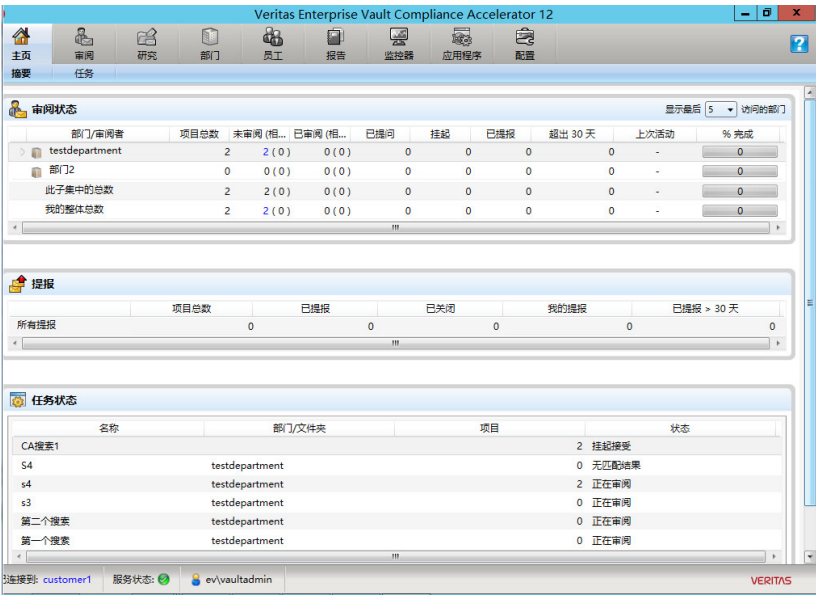 Veritas Enterprise Vault Compliance Accelerator 12
主页 审阅 研究 部门 员工 报告 监控器 应用程序 配置
摘要 任务
审阅状态 显示最后 5 访问的部门
部门/审阅者 项目总数 未审阅 (相... 已审阅 (相... 已提问 挂起 已提报 超出 30 天 上次活动 % 完成
testdepartment 2 2 ( 0 ) 0 ( 0 ) 0 0 0 0 - 0
部门2 0 0 ( 0 ) 0 ( 0 ) 0 0 0 0 - 0
此子集中的总数 2 2 ( 0 ) 0 ( 0 ) 0 0 0 0 - 0
我的整体总数 2 2 ( 0 ) 0 ( 0 ) 0 0 0 0 - 0
提报
项目总数 已提报 已关闭 我的提报 已提报 > 30 天
所有提报 0 0 0 0 0
任务状态
名称 部门/文件夹 项目 状态
CA搜素1 2 挂起接受
S4 testdepartment 0 无匹配结果
s4 testdepartment 2 正在审阅
s3 testdepartment 0 正在审阅
第二个搜索 testdepartment 0 正在审阅
第一个搜索 testdepartment 0 正在审阅
连接到: customer1 服务状态: ev\vaultadmin VERITAS